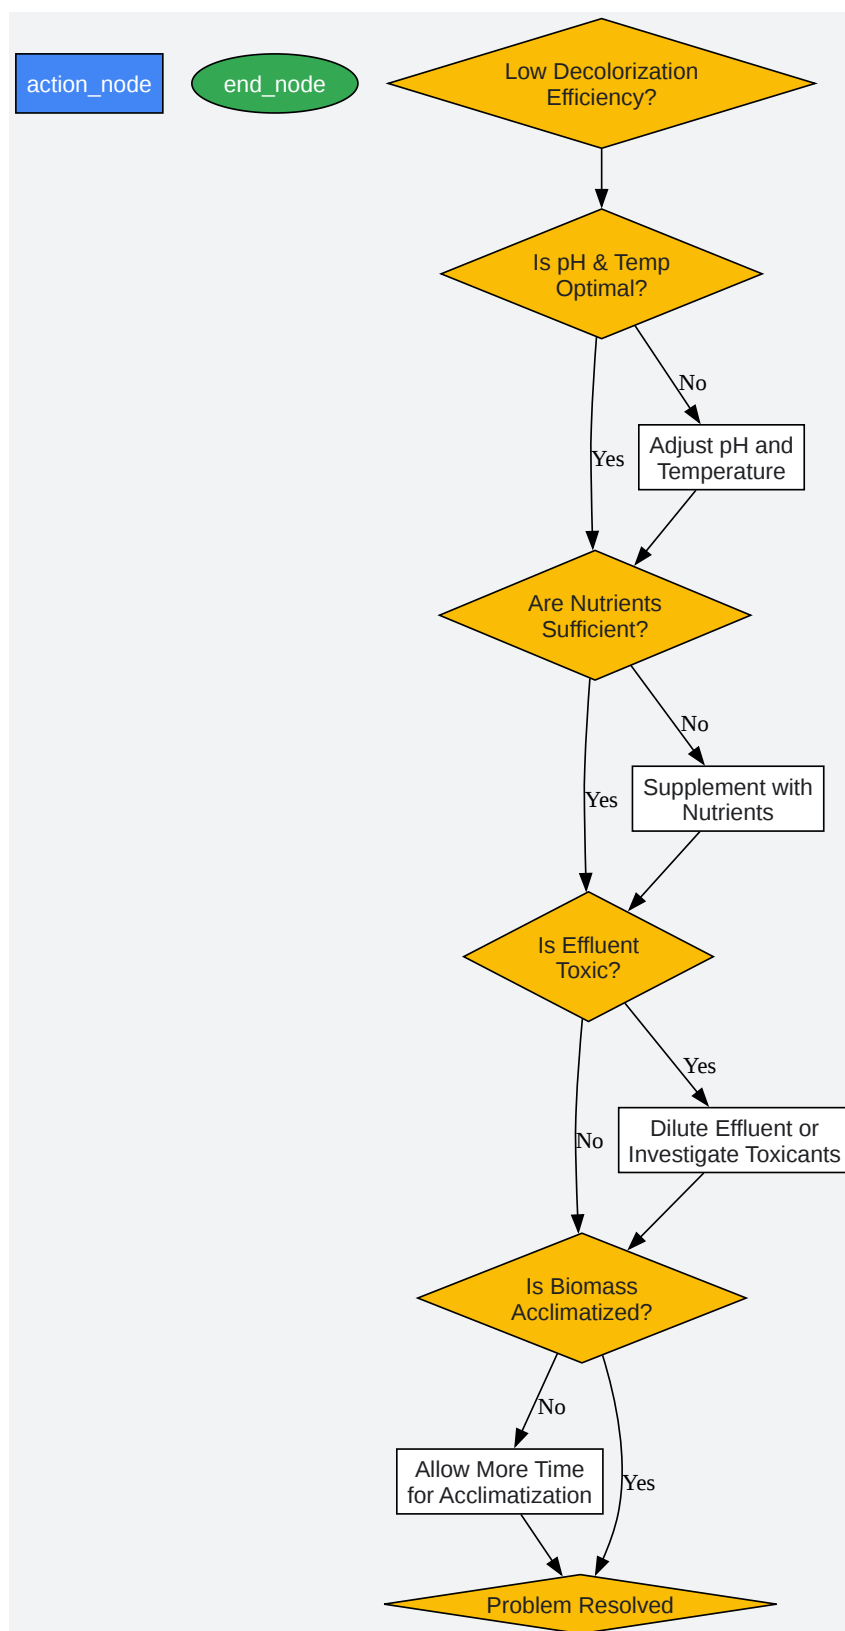 action_node
end_node
Low Decolorization
Efficiency?
Is pH & Temp
Optimal?
No
Yes
Adjust pH and
Temperature
Are Nutrients
Sufficient?
No
Yes
Supplement with
Nutrients
Is Effluent
Toxic?
Yes
No
Dilute Effluent or
Investigate Toxicants
Is Biomass
Acclimatized?
No
Yes
Allow More Time
for Acclimatization
Problem Resolved